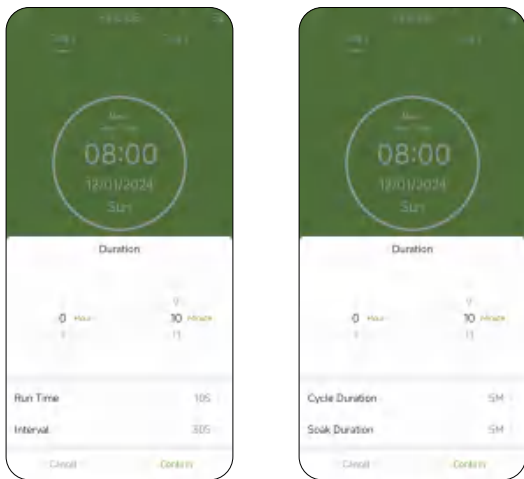 08:00
12/01/2024
Sun
Duration
0 Hour 10 Minute
11
Run Time 10S
Interval 30S
Cancel Confirm
08:00
12/01/2024
Sun
Duration
0 Hour 10 Minute
11
Cycle Duration 5M
Soak Duration 5M
Cancel Confirm